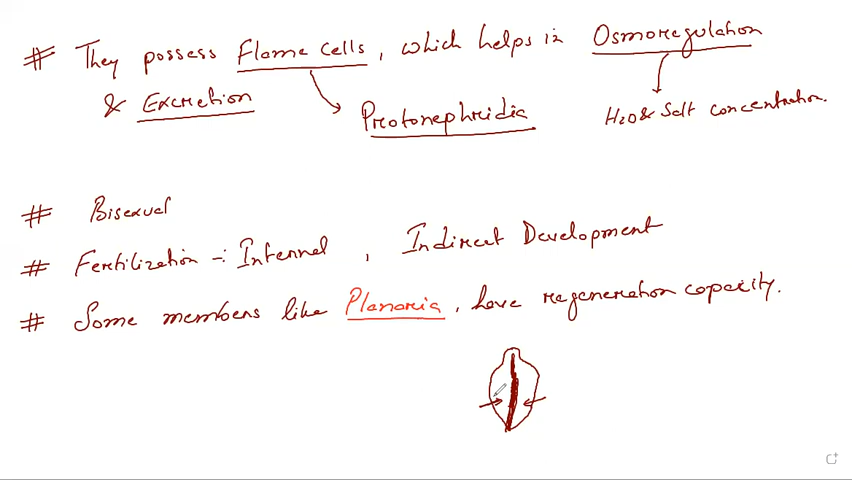 # They possess Flame cells, which helps in Osmoregulation
& Excretion
Protonephridia
H2O & Salt concentration.
# Bisexual
# Fertilization :- Internal, Indirect Development
# Some members like Planaria, have regeneration capacity.